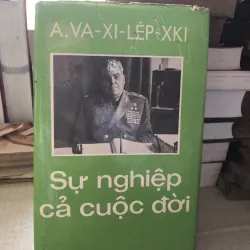 A.VA-XI-LÉP-XKI
Sự nghiệp
cả cuộc đời